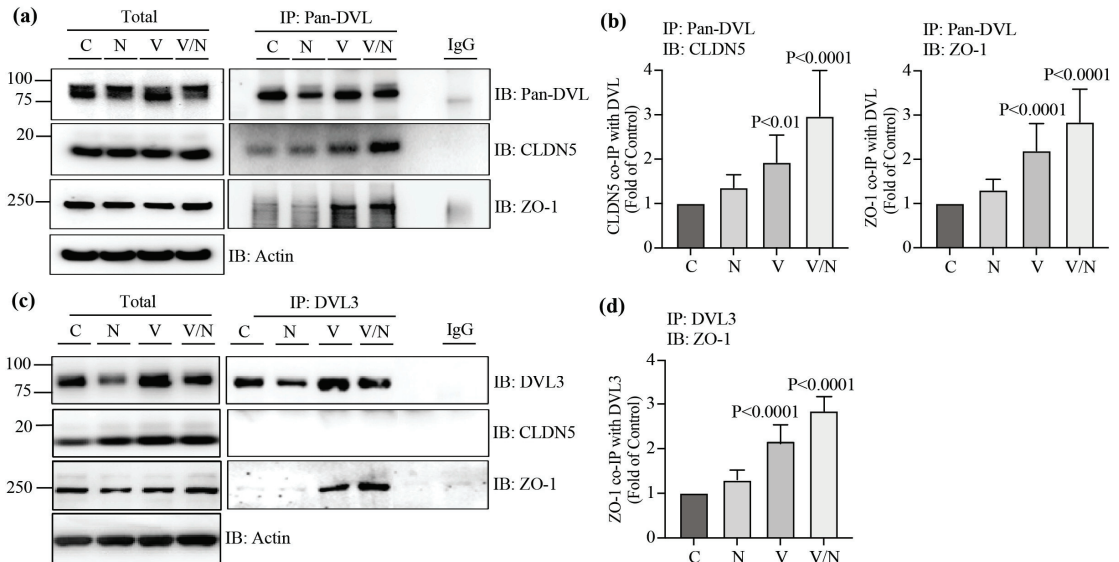 (a)
Total
IP: Pan-DVL
C N V V/N
C N V V/N
IgG
100
75
IB: Pan-DVL
20
IB: CLDN5
250
IB: ZO-1
IB: Actin
(b)
IP: Pan-DVL
IB: CLDN5
CLDN5 co-IP with DVL
(Fold of Control)
4
3
2
1
0
P<0.01
P<0.0001
C N V V/N
IP: Pan-DVL
IB: ZO-1
ZO-1 co-IP with DVL
(Fold of Control)
4
3
2
1
0
P<0.0001
P<0.0001
C N V V/N
(c)
Total
IP: DVL3
C N V V/N
C N V V/N
IgG
100
75
IB: DVL3
20
IB: CLDN5
250
IB: ZO-1
IB: Actin
(d)
IP: DVL3
IB: ZO-1
ZO-1 co-IP with DVL3
(Fold of Control)
4
3
2
1
0
P<0.0001
P<0.0001
C N V V/N